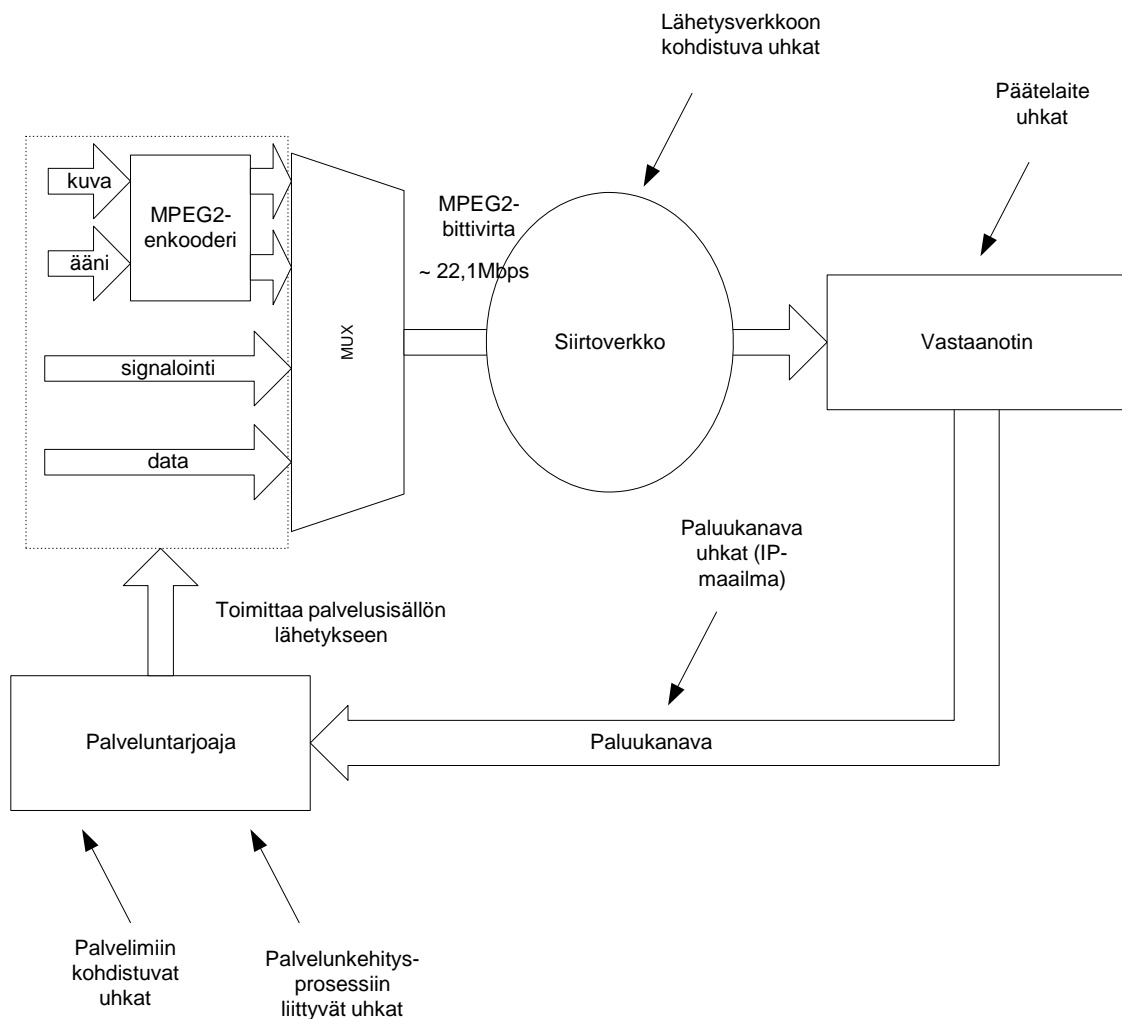 Lähetysverkkoon
kohdistuva uhkat
Päätelaite
uhkat
kuva
ääni
MPEG2-
enkooderi
signalointi
data
MUX
MPEG2-
bittivirta
~ 22,1Mbps
Siirtoverkko
Vastaanotin
Paluukanava
uhkat (IP-
maailma)
Toimittaa palvelusisällön
lähetykseen
Palveluntarjoaja
Paluukanava
Palvelimiin
kohdistuvat
uhkat
Palvelunkehitys-
prosessiin
liittyvät uhkat